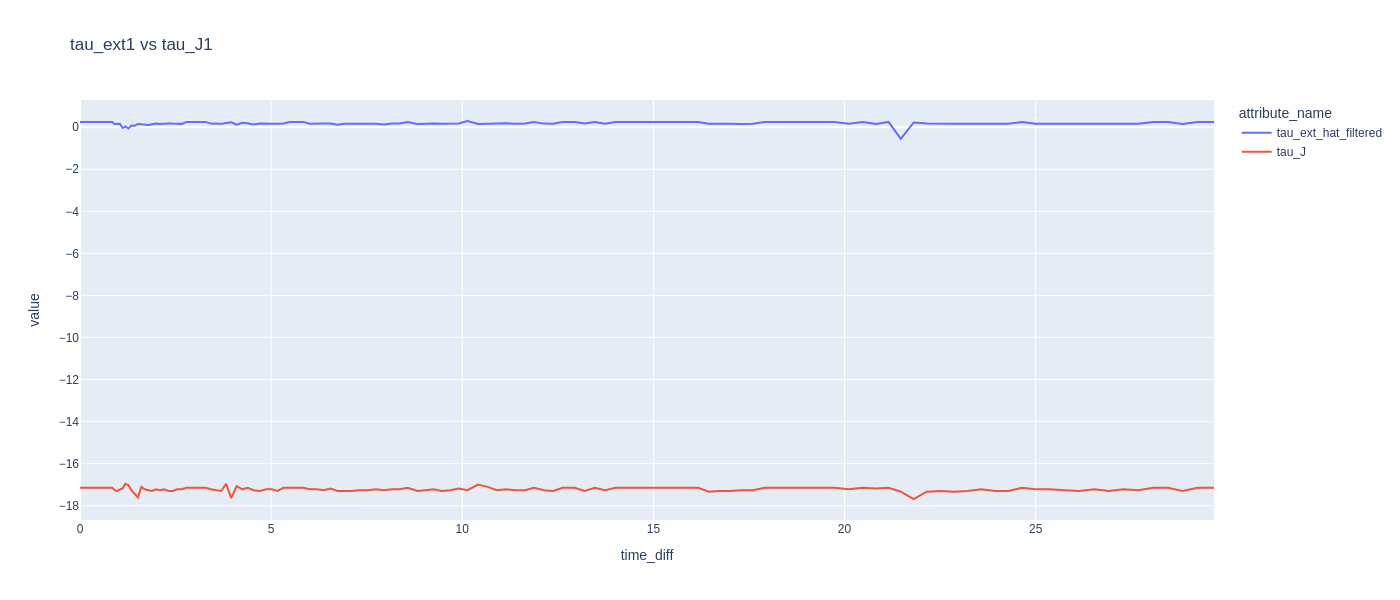 tau_ext1 vs tau_J1
attribute_name
tau_ext_hat_filtered
tau_J
value
0
−2
−4
−6
−8
−10
−12
−14
−16
−18
0 5 10 15 20 25
time_diff